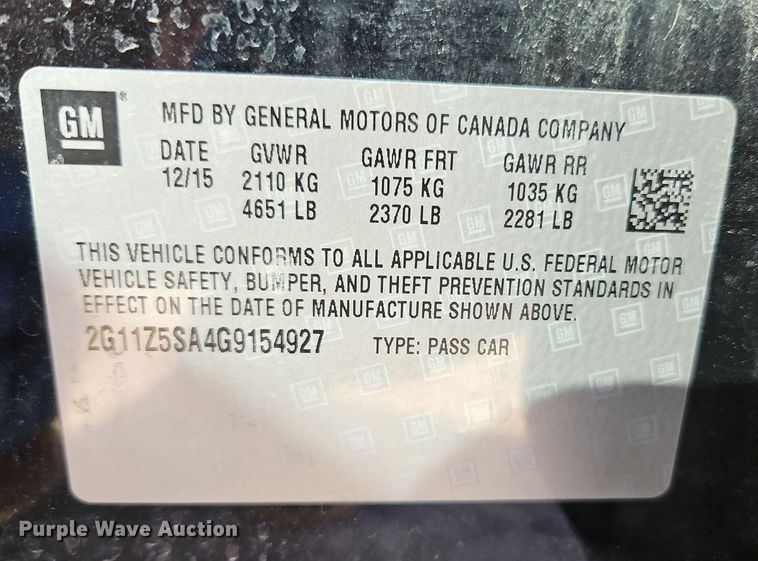 GM
MFD BY GENERAL MOTORS OF CANADA COMPANY
DATE GVWR GAWR FRT GAWR RR
12/15 2110 KG 1075 KG 1035 KG
4651 LB 2370 LB 2281 LB
THIS VEHICLE CONFORMS TO ALL APPLICABLE U.S. FEDERAL MOTOR
VEHICLE SAFETY, BUMPER, AND THEFT PREVENTION STANDARDS IN
EFFECT ON THE DATE OF MANUFACTURE SHOWN ABOVE.
2G11Z5SA4G9154927 TYPE: PASS CAR
Purple Wave Auction